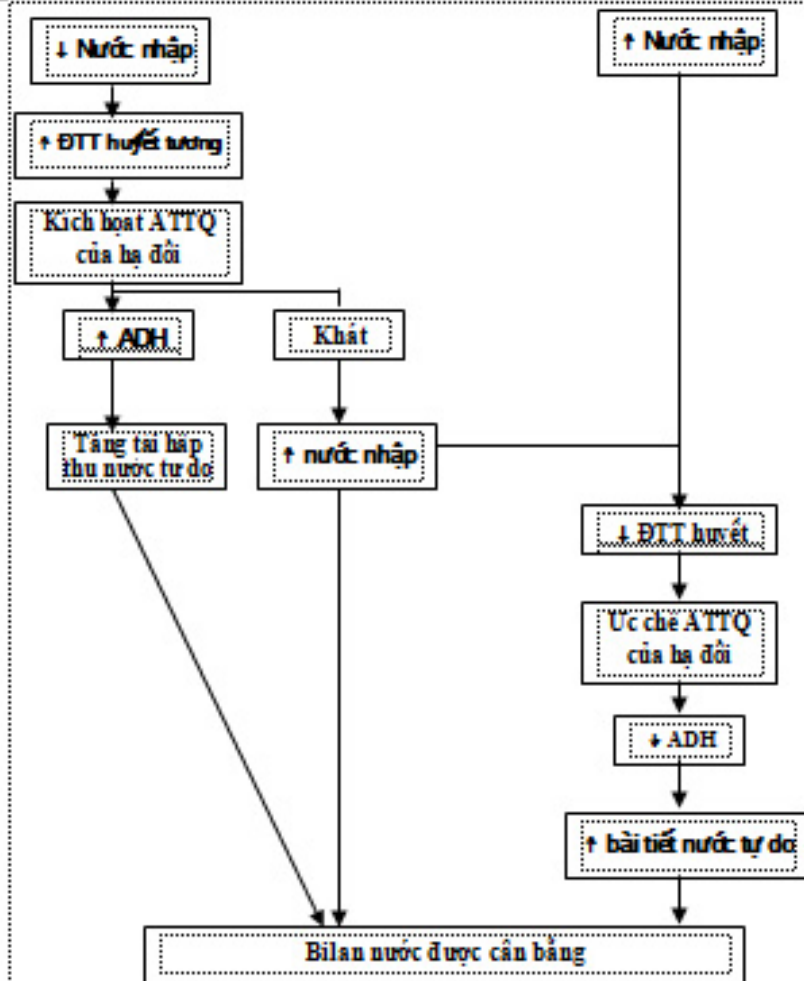 ↓ Nước nhập
↑ Nước nhập
↑ ĐTT huyết tương
Kích hoạt ATTQ
của hạ đồi
↑ ADH
Khát
Tăng tái hấp
thu nước tự do
↑ nước nhập
↓ ĐTT huyết
Ức chế ATTQ
của hạ đồi
↓ ADH
↑ bài tiết nước tự do
Bilan nước được cân bằng